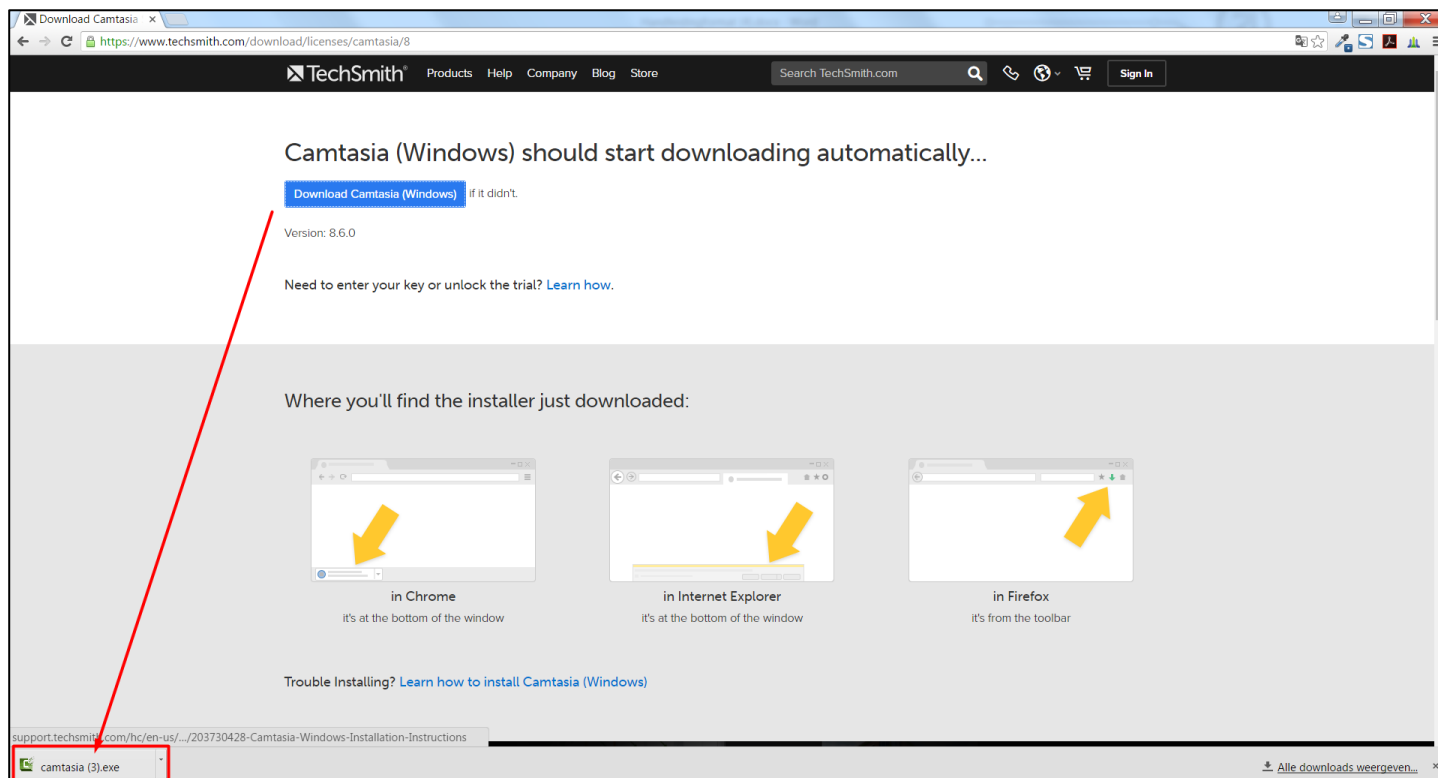 Download Camtasia
https://www.techsmith.com/download/licenses/camtasia/8
TechSmith® Products Help Company Blog Store Search TechSmith.com Sign In
Camtasia (Windows) should start downloading automatically...
Download Camtasia (Windows) if it didn't.
Version: 8.6.0
Need to enter your key or unlock the trial? Learn how.
Where you'll find the installer just downloaded:
in Chrome in Internet Explorer in Firefox
it's at the bottom of the window it's at the bottom of the window it's from the toolbar
Trouble Installing? Learn how to install Camtasia (Windows)
support.techsmith.com/hc/en-us/.../203730428-Camtasia-Windows-Installation-Instructions
camtasia (3).exe Alle downloads weergeven...